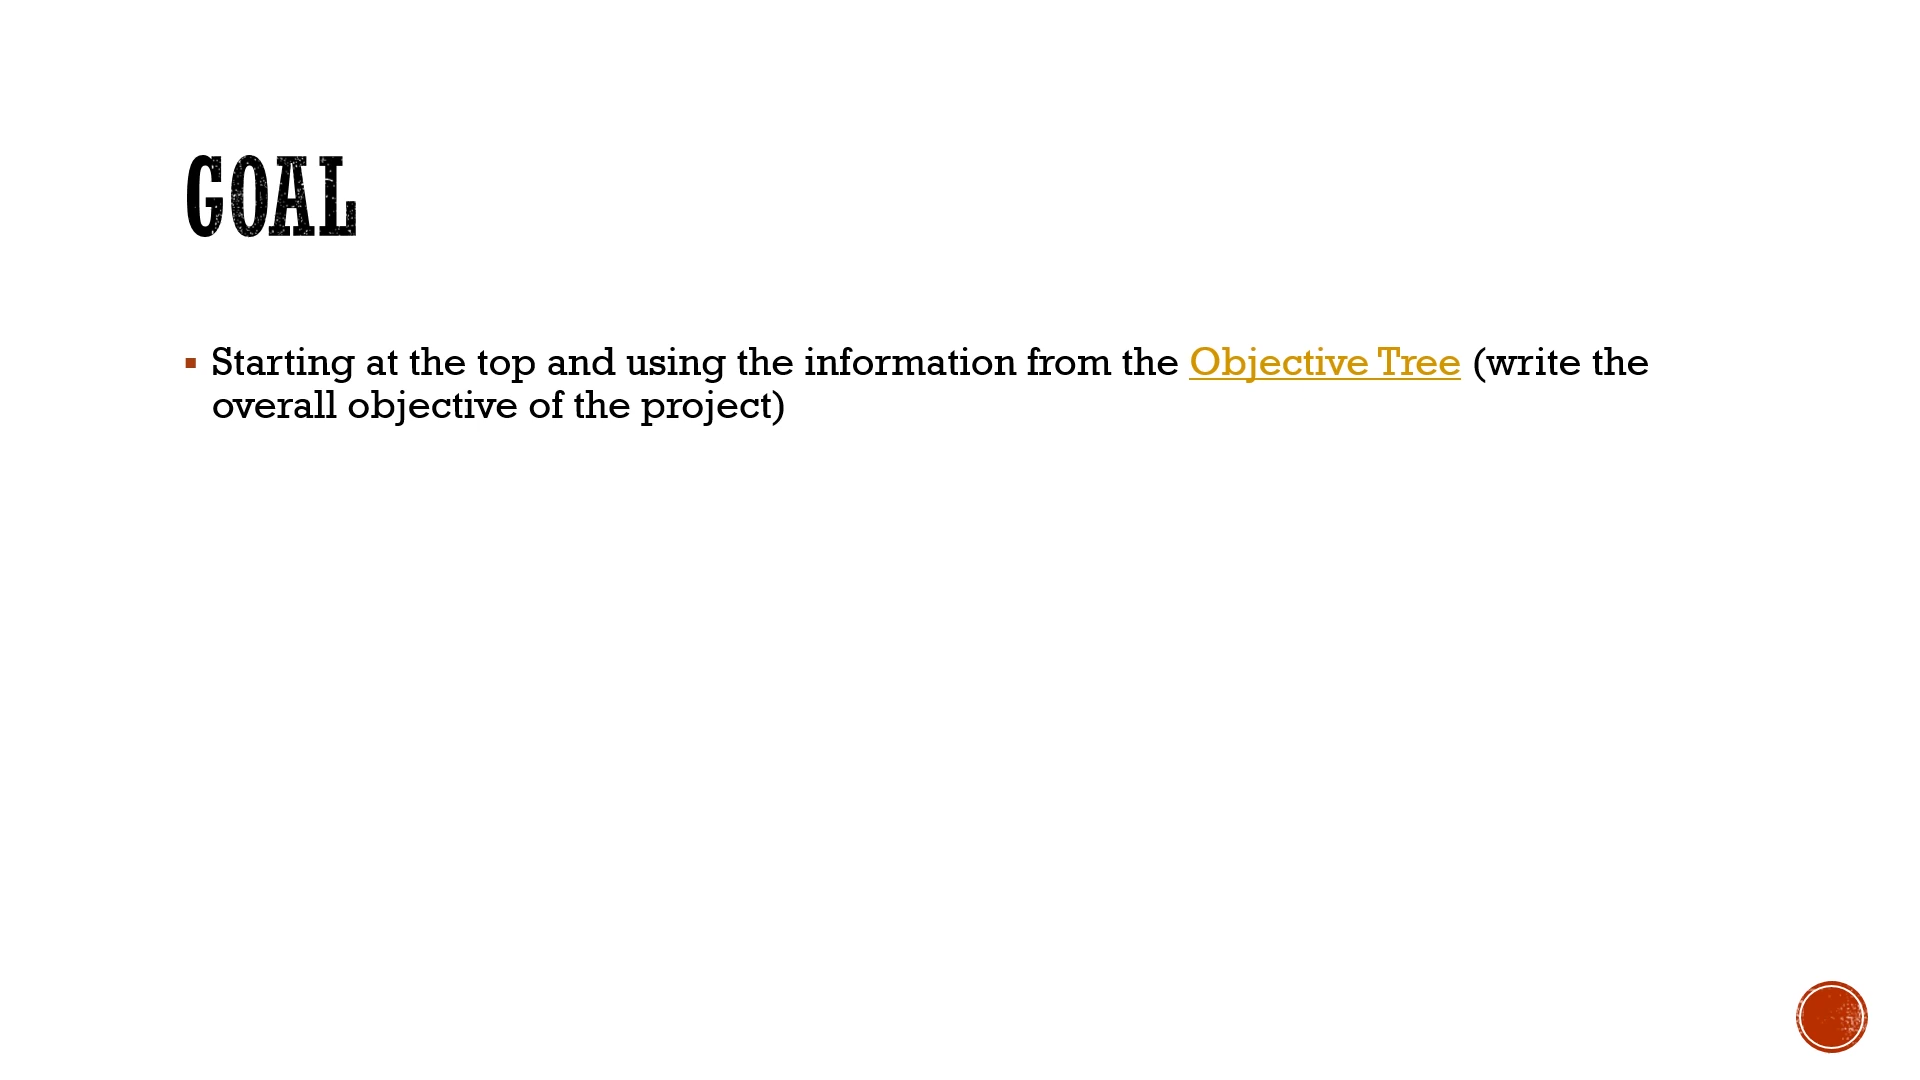 GOAL
▪ Starting at the top and using the information from the Objective Tree (write the
overall objective of the project)